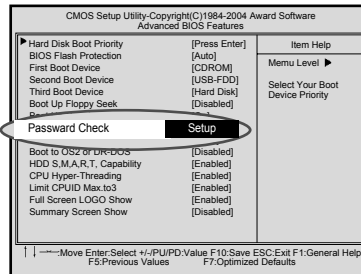 CMOS Setup Utility-Copyright(C)1984-2004 Award Software
Advanced BIOS Features
Hard Disk Boot Priority [Press Enter]
BIOS Flash Protection [Auto]
First Boot Device [CDROM]
Second Boot Device [USB-FDD]
Third Boot Device [Hard Disk]
Boot Up Floppy Seek [Disabled]
Passward Check Setup
Boot to OS2 or DR-DOS [Disabled]
HDD S,M,A,R,T, Capability [Enabled]
CPU Hyper-Threading [Enabled]
Limit CPUID Max.to3 [Enabled]
Full Screen LOGO Show [Enabled]
Summary Screen Show [Disabled]
Item Help
Memu Level
Select Your Boot
Device Priority
:Move Enter:Select +/-/PU/PD:Value F10:Save ESC:Exit F1:General Help
F5:Previous Values F7:Optimized Defaults